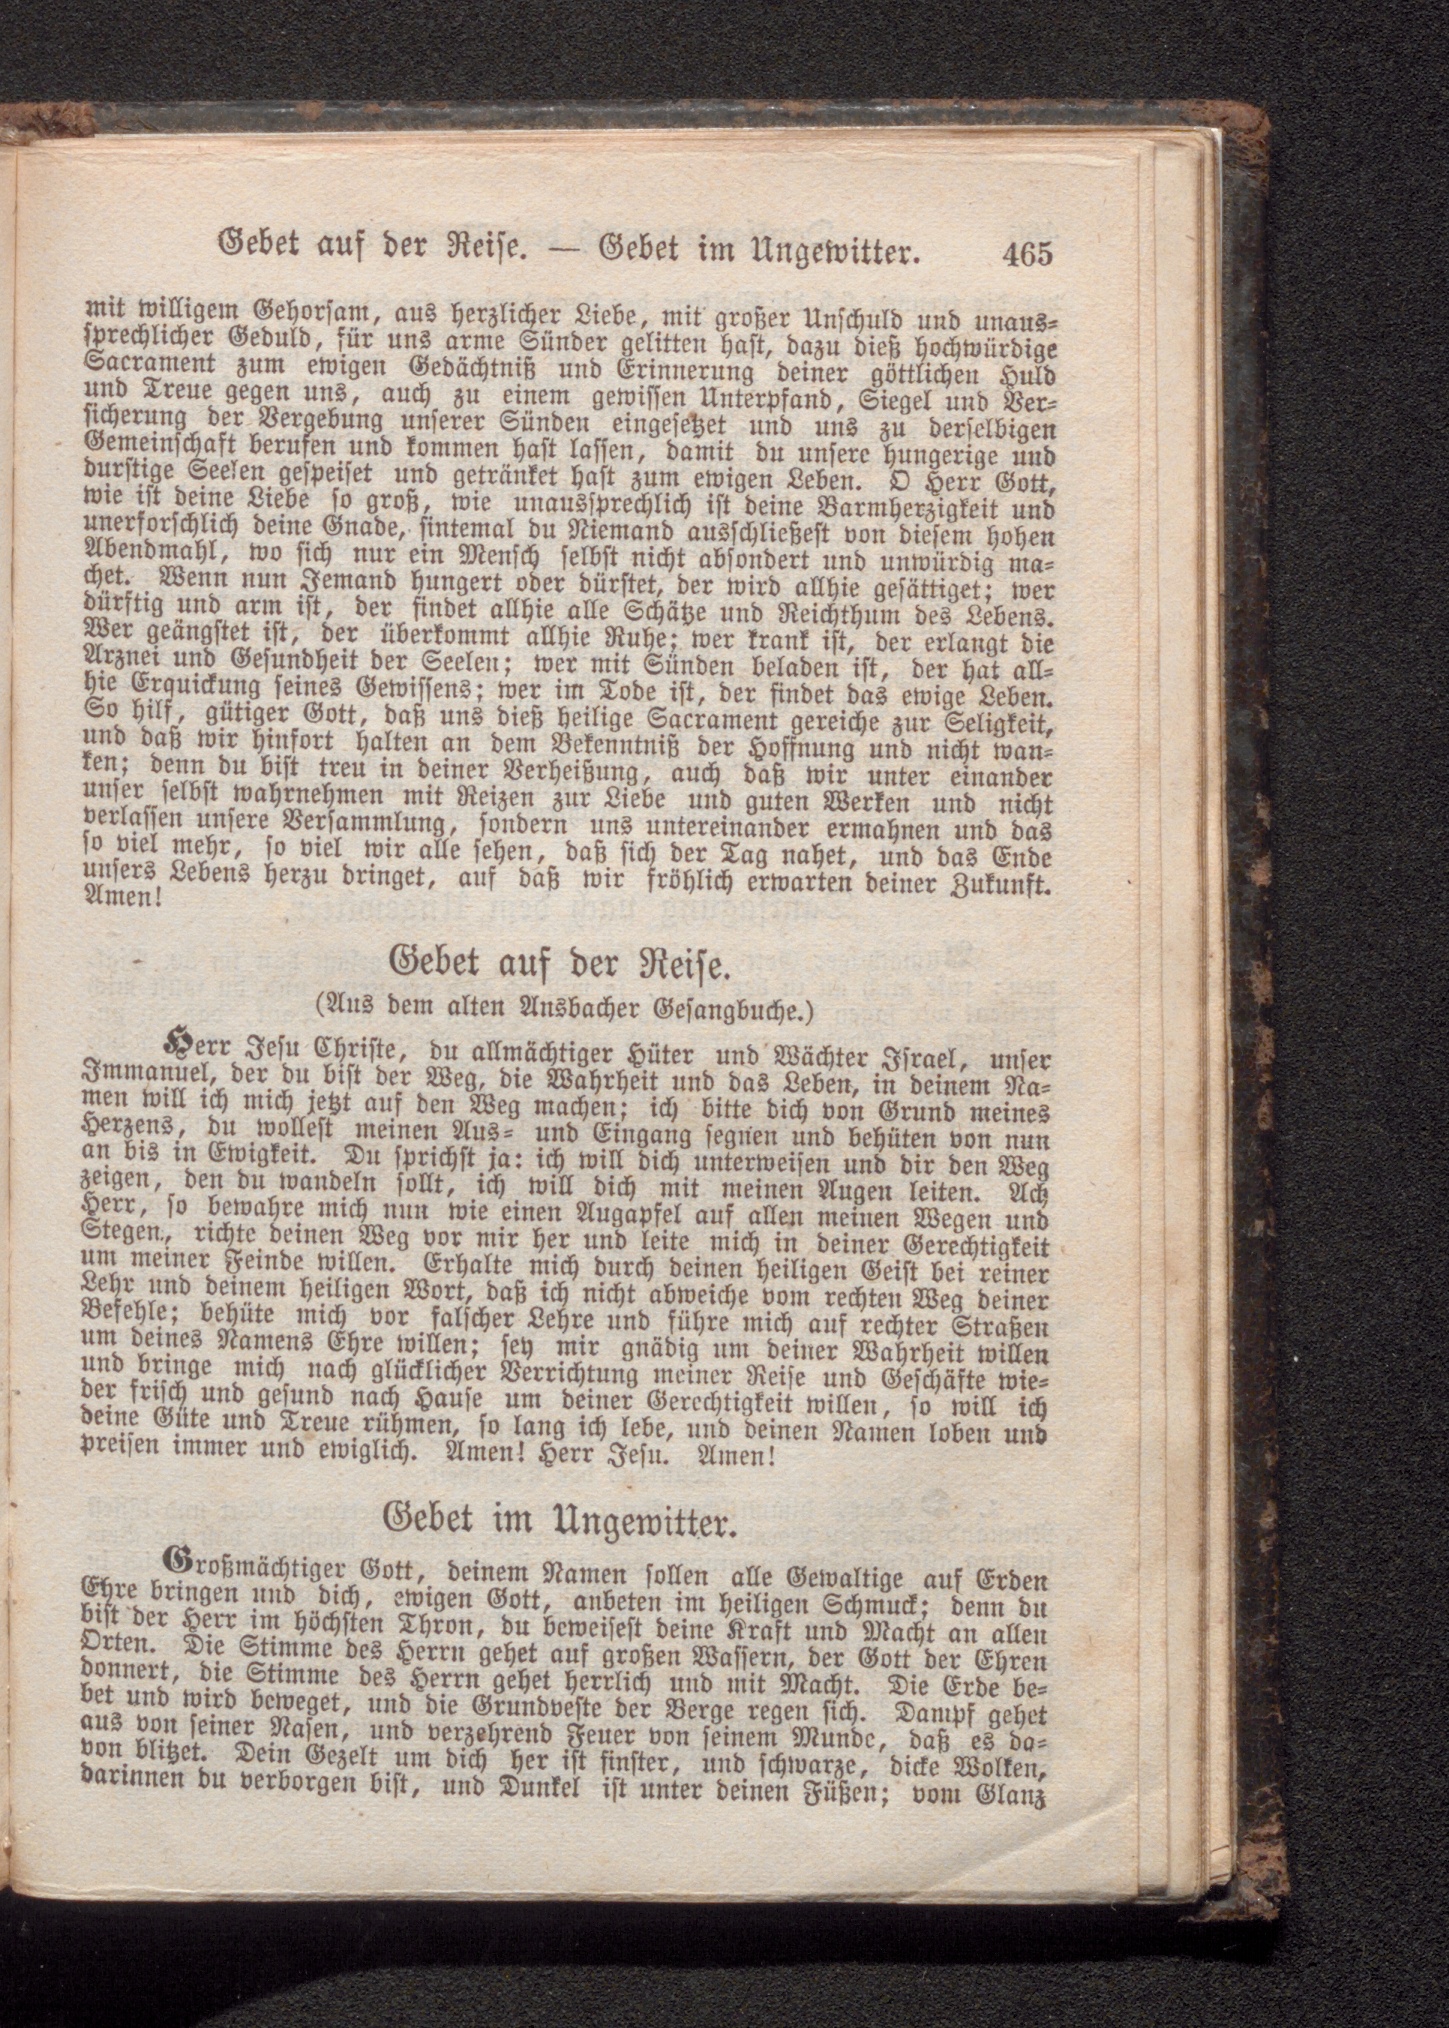 Gebet auf der Reise. — Gebet im Ungewitter. 465
mit willigem Gehorsam, aus herzlicher Liebe, mit großer Unschuld und unaus-
sprechlicher Geduld, für uns arme Sünder gelitten hast, dazu dieß hochwürdige
Sacrament zum ewigen Gedächtniß und Erinnerung deiner göttlichen Huld
und Treue gegen uns, auch zu einem gewissen Unterpfand, Siegel und Ver-
sicherung der Vergebung unserer Sünden eingesetzet und uns zu derselbigen
Gemeinschaft berufen und kommen hast lassen, damit du unsere hungerige und
durstige Seelen gespeiset und getränket hast zum ewigen Leben. O Herr Gott,
wie ist deine Liebe so groß, wie unaussprechlich ist deine Barmherzigkeit und
unerforschlich deine Gnade, sintemal du Niemand ausschließest von diesem hohen
Abendmahl, wo sich nur ein Mensch selbst nicht absondert und unwürdig ma-
chet. Wenn nun Jemand hungert oder dürstet, der wird allhie gesättiget; wer
dürftig und arm ist, der findet allhie alle Schätze und Reichthum des Lebens.
Wer geängstet ist, der überkommt allhie Ruhe; wer krank ist, der erlangt die
Arznei und Gesundheit der Seelen; wer mit Sünden beladen ist, der hat all-
hie Erquickung seines Gewissens; wer im Tode ist, der findet das ewige Leben.
So hilf, gütiger Gott, daß uns dieß heilige Sacrament gereiche zur Seligkeit,
und daß wir hinfort halten an dem Bekenntniß der Hoffnung und nicht wan-
ken; denn du bist treu in deiner Verheißung, auch daß wir unter einander
unser selbst wahrnehmen mit Reizen zur Liebe und guten Werken und nicht
verlassen unsere Versammlung, sondern uns untereinander ermahnen und das
so viel mehr, so viel wir alle sehen, daß sich der Tag nahet, und das Ende
unsers Lebens herzu dringet, auf daß wir fröhlich erwarten deiner Zukunft.
Amen!
Gebet auf der Reise.
(Aus dem alten Ansbacher Gesangbuche.)
Herr Jesu Christe, du allmächtiger Hüter und Wächter Israel, unser
Immanuel, der du bist der Weg, die Wahrheit und das Leben, in deinem Na-
men will ich mich jetzt auf den Weg machen; ich bitte dich von Grund meines
Herzens, du wollest meinen Aus- und Eingang segnen und behüten von nun
an bis in Ewigkeit. Du sprichst ja: ich will dich unterweisen und dir den Weg
zeigen, den du wandeln sollt, ich will dich mit meinen Augen leiten. Ach
Herr, so bewahre mich nun wie einen Augapfel auf allen meinen Wegen und
Stegen, richte deinen Weg vor mir her und leite mich in deiner Gerechtigkeit
um meiner Feinde willen. Erhalte mich durch deinen heiligen Geist bei reiner
Lehr und deinem heiligen Wort, daß ich nicht abweiche vom rechten Weg deiner
Befehle; behüte mich vor falscher Lehre und führe mich auf rechter Straßen
um deines Namens Ehre willen; sey mir gnädig um deiner Wahrheit willen
und bringe mich nach glücklicher Verrichtung meiner Reise und Geschäfte wie-
der frisch und gesund nach Hause um deiner Gerechtigkeit willen, so will ich
deine Güte und Treue rühmen, so lang ich lebe, und deinen Namen loben und
preisen immer und ewiglich. Amen! Herr Jesu. Amen!
Gebet im Ungewitter.
Großmächtiger Gott, deinem Namen sollen alle Gewaltige auf Erden
Ehre bringen und dich, ewigen Gott, anbeten im heiligen Schmuck; denn du
bist der Herr im höchsten Thron, du beweisest deine Kraft und Macht an allen
Orten. Die Stimme des Herrn gehet auf großen Wassern, der Gott der Ehren
donnert, die Stimme des Herrn gehet herrlich und mit Macht. Die Erde be-
bet und wird beweget, und die Grundveste der Berge regen sich. Dampf gehet
aus von seiner Nasen, und verzehrend Feuer von seinem Munde, daß es da-
von blitzet. Dein Gezelt um dich her ist finster, und schwarze, dicke Wolken,
darinnen du verborgen bist, und Dunkel ist unter deinen Füßen; vom Glanz